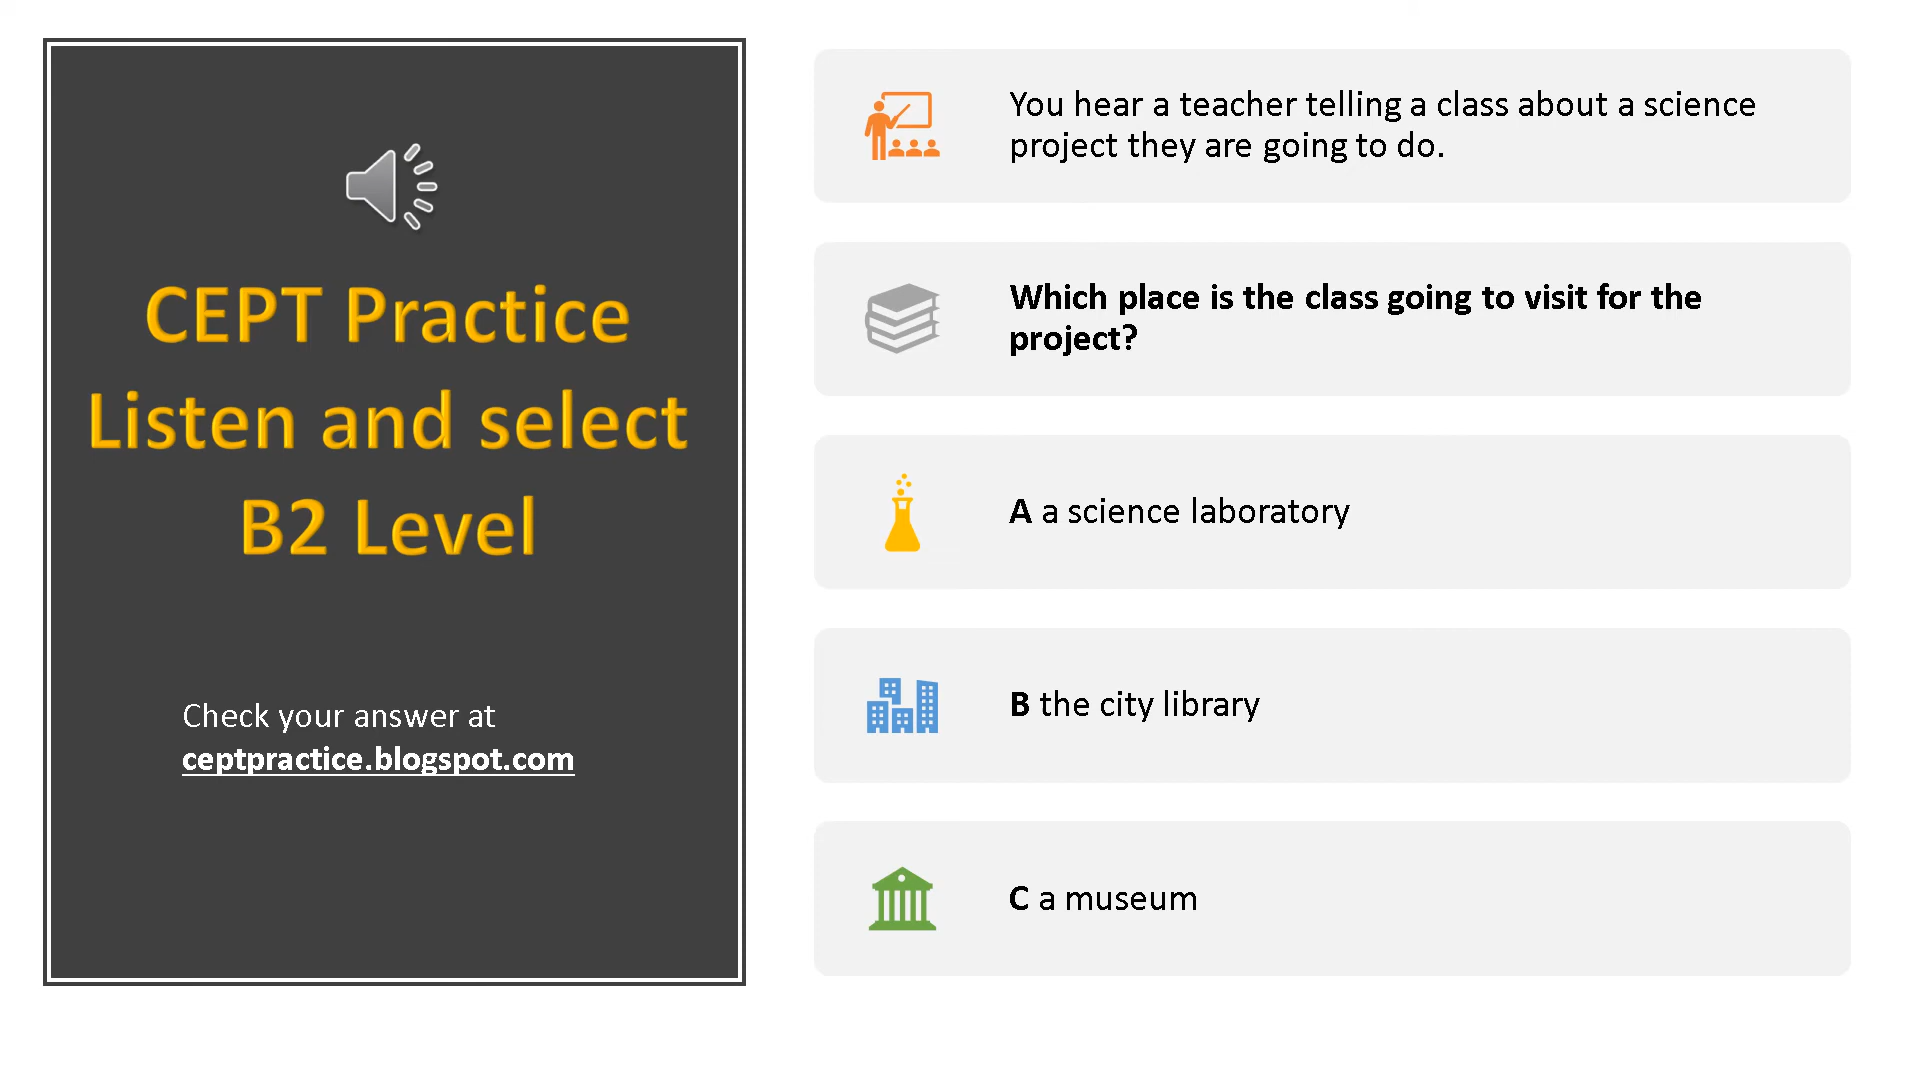 CEPT Practice
Listen and select
B2 Level
Check your answer at
ceptpractice.blogspot.com
You hear a teacher telling a class about a science
project they are going to do.
Which place is the class going to visit for the
project?
A a science laboratory
B the city library
C a museum